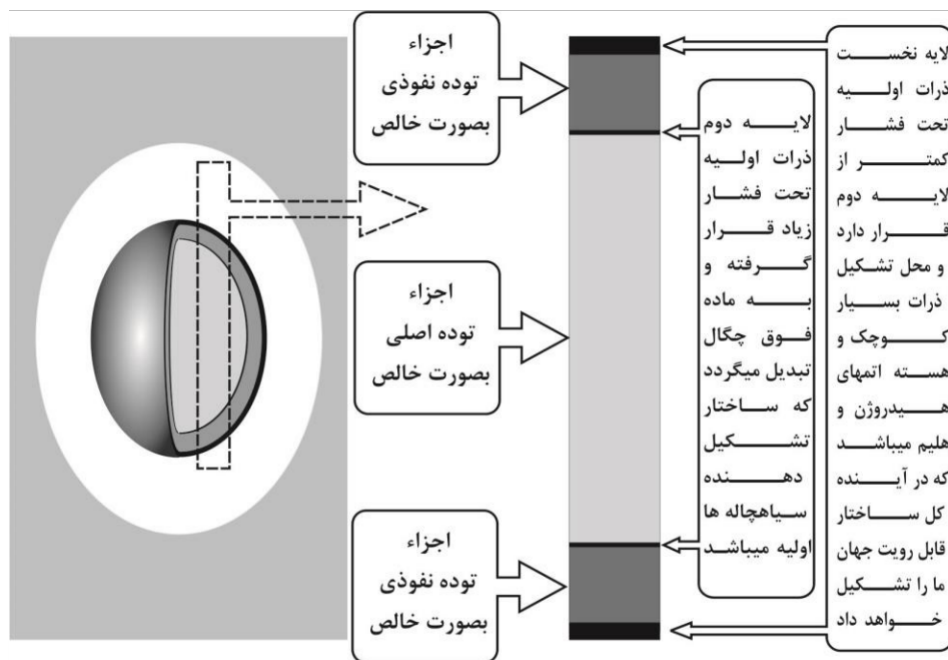 اجزاء
توده نفوذی
بصورت خالص
اجزاء
توده اصلی
بصورت خالص
اجزاء
توده نفوذی
بصورت خالص
لایه دوم
ذرات اولیه
تحت فشار
زیاد قرار
گرفته و
به ماده
فوق چگال
تبدیل میگردد
که ساختار
تشکیل
دهنده
سیاهچاله ها
اولیه میباشد
لایه نخست
ذرات اولیه
تحت فشار
کمتر از
لایه دوم
قرار دارد
و محل تشکیل
ذرات بسیار
کوچک و
هسته اتمهای
هیدروژن و
هلیم میباشد
که در آینده
کل ساختار
قابل رویت جهان
ما را تشکیل
خواهد داد